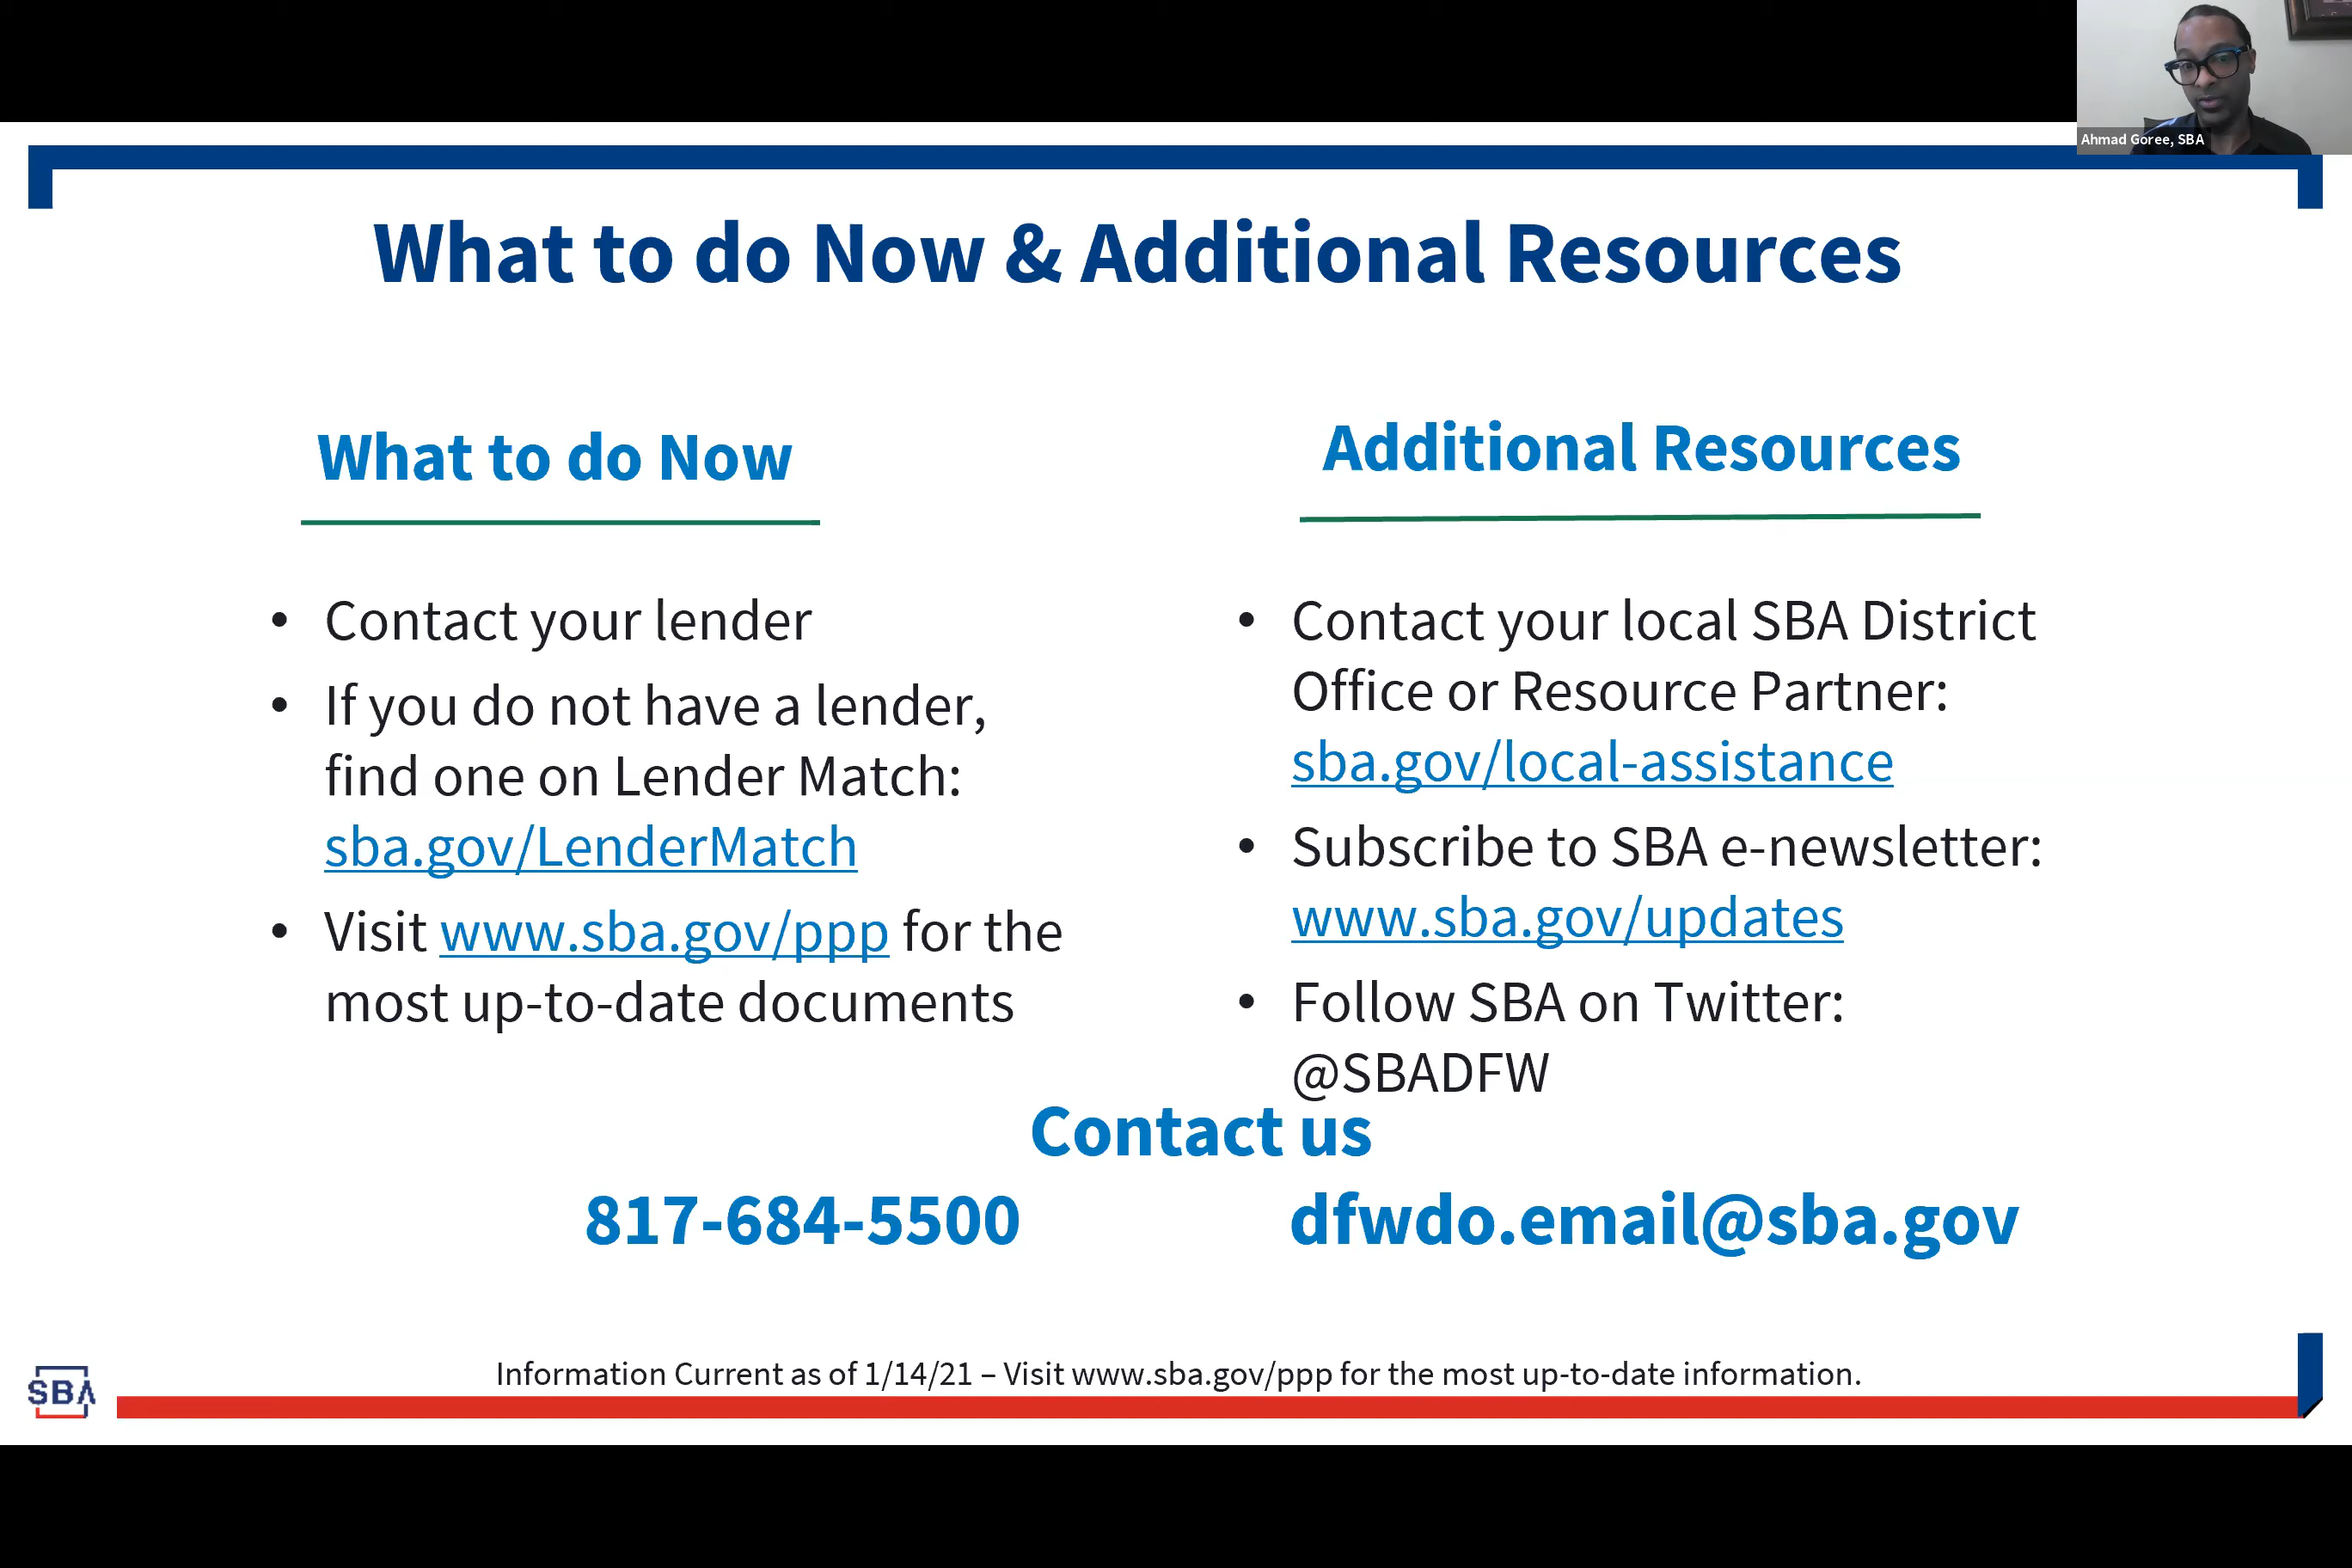 Ahmad Goree, SBA
What to do Now & Additional Resources
What to do Now
• Contact your lender
• If you do not have a lender,
find one on Lender Match:
sba.gov/LenderMatch
• Visit www.sba.gov/ppp for the
most up-to-date documents
Additional Resources
• Contact your local SBA District
Office or Resource Partner:
sba.gov/local-assistance
• Subscribe to SBA e-newsletter:
www.sba.gov/updates
• Follow SBA on Twitter:
@SBADFW
Contact us
817-684-5500
dfwdo.email@sba.gov
Information Current as of 1/14/21 – Visit www.sba.gov/ppp for the most up-to-date information.
SBA